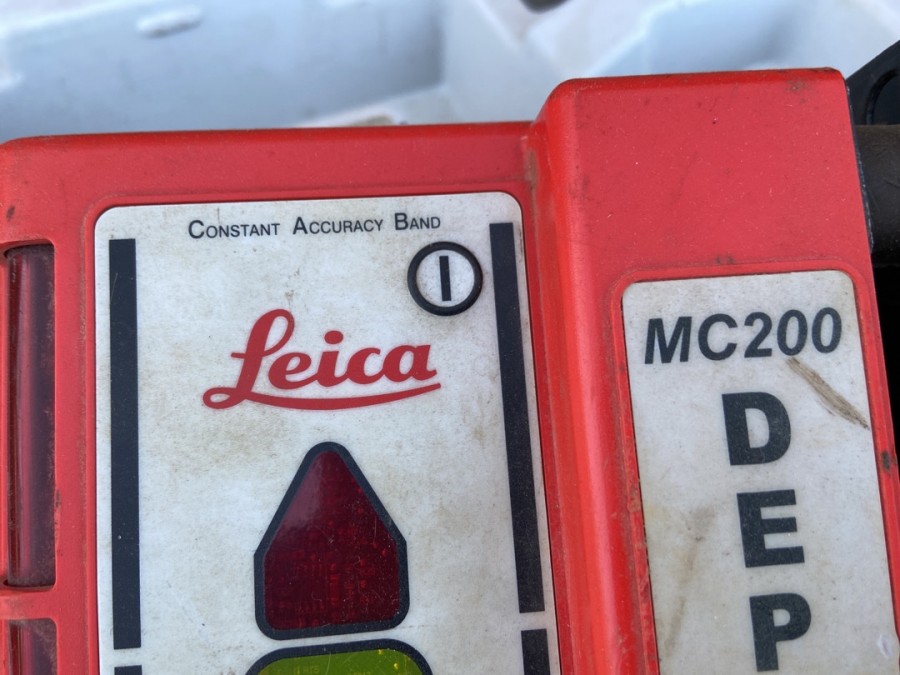 CONSTANT ACCURACY BAND
Leica
MC200
D
E
P